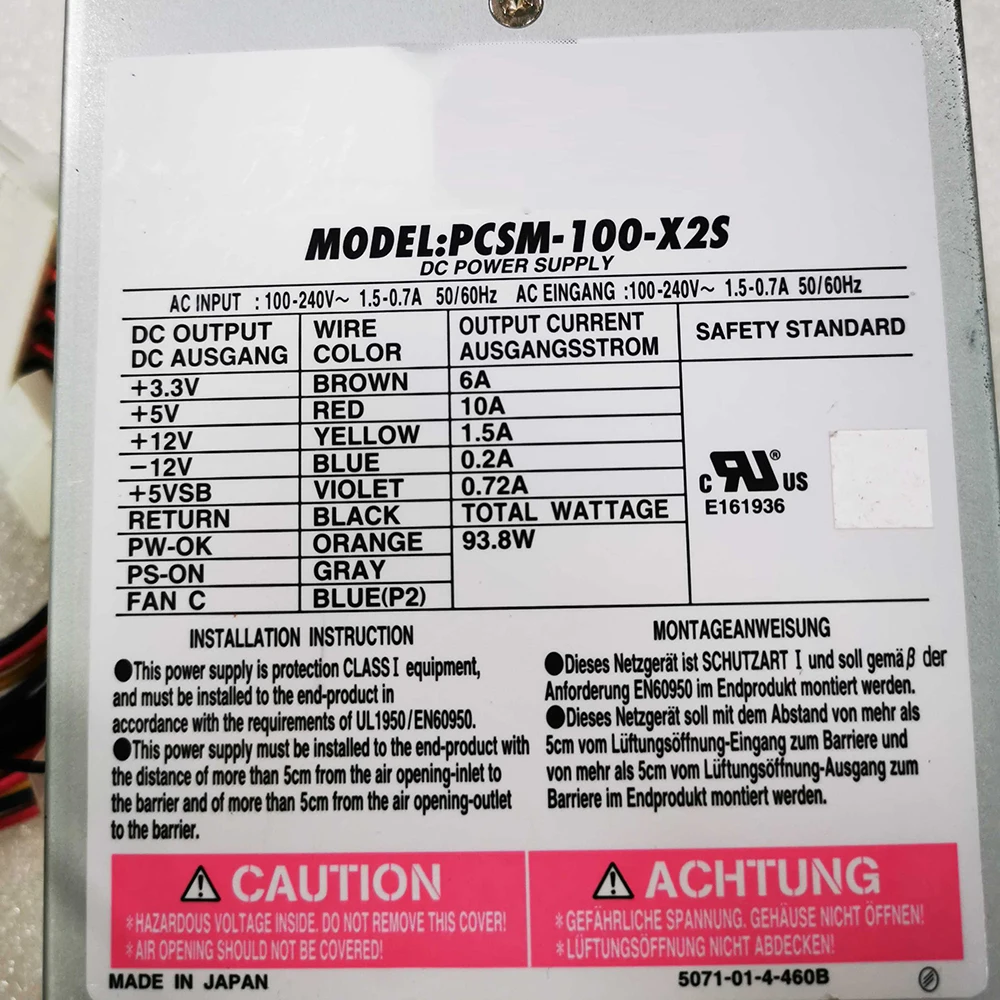 MODEL:PCSM-100-X2S
DC POWER SUPPLY
AC INPUT : 100-240V~ 1.5-0.7A 50/60Hz AC EINGANG :100-240V~ 1.5-0.7A 50/60Hz
DC OUTPUT
DC AUSGANG
WIRE
COLOR
OUTPUT CURRENT
AUSGANGSSTROM
SAFETY STANDARD
+3.3V BROWN 6A
+5V RED 10A
+12V YELLOW 1.5A
-12V BLUE 0.2A
+5VSB VIOLET 0.72A
RETURN BLACK TOTAL WATTAGE
PW-OK ORANGE 93.8W
PS-ON GRAY
FAN C BLUE(P2)
c RU ® US
E161936
INSTALLATION INSTRUCTION
●This power supply is protection CLASS I equipment,
and must be installed to the end-product in
accordance with the requirements of UL1950/EN60950.
●This power supply must be installed to the end-product with
the distance of more than 5cm from the air opening-inlet to
the barrier and of more than 5cm from the air opening-outlet
to the barrier.
MONTAGEANWEISUNG
●Dieses Netzgerät ist SCHUTZART I und soll gemäβ der
Anforderung EN60950 im Endprodukt montiert werden.
●Dieses Netzgerät soll mit dem Abstand von mehr als
5cm vom Lüftungsöffnung-Eingang zum Barriere und
von mehr als 5cm vom Lüftungsöffnung-Ausgang zum
Barriere im Endprodukt montiert werden.
⚠ CAUTION
*HAZARDOUS VOLTAGE INSIDE. DO NOT REMOVE THIS COVER!
*AIR OPENING SHOULD NOT BE COVERED!
⚠ ACHTUNG
*GEFÄHRLICHE SPANNUNG. GEHÄUSE NICHT ÖFFNEN!
*LÜFTUNGSÖFFNUNG NICHT ABDECKEN!
MADE IN JAPAN
5071-01-4-460B